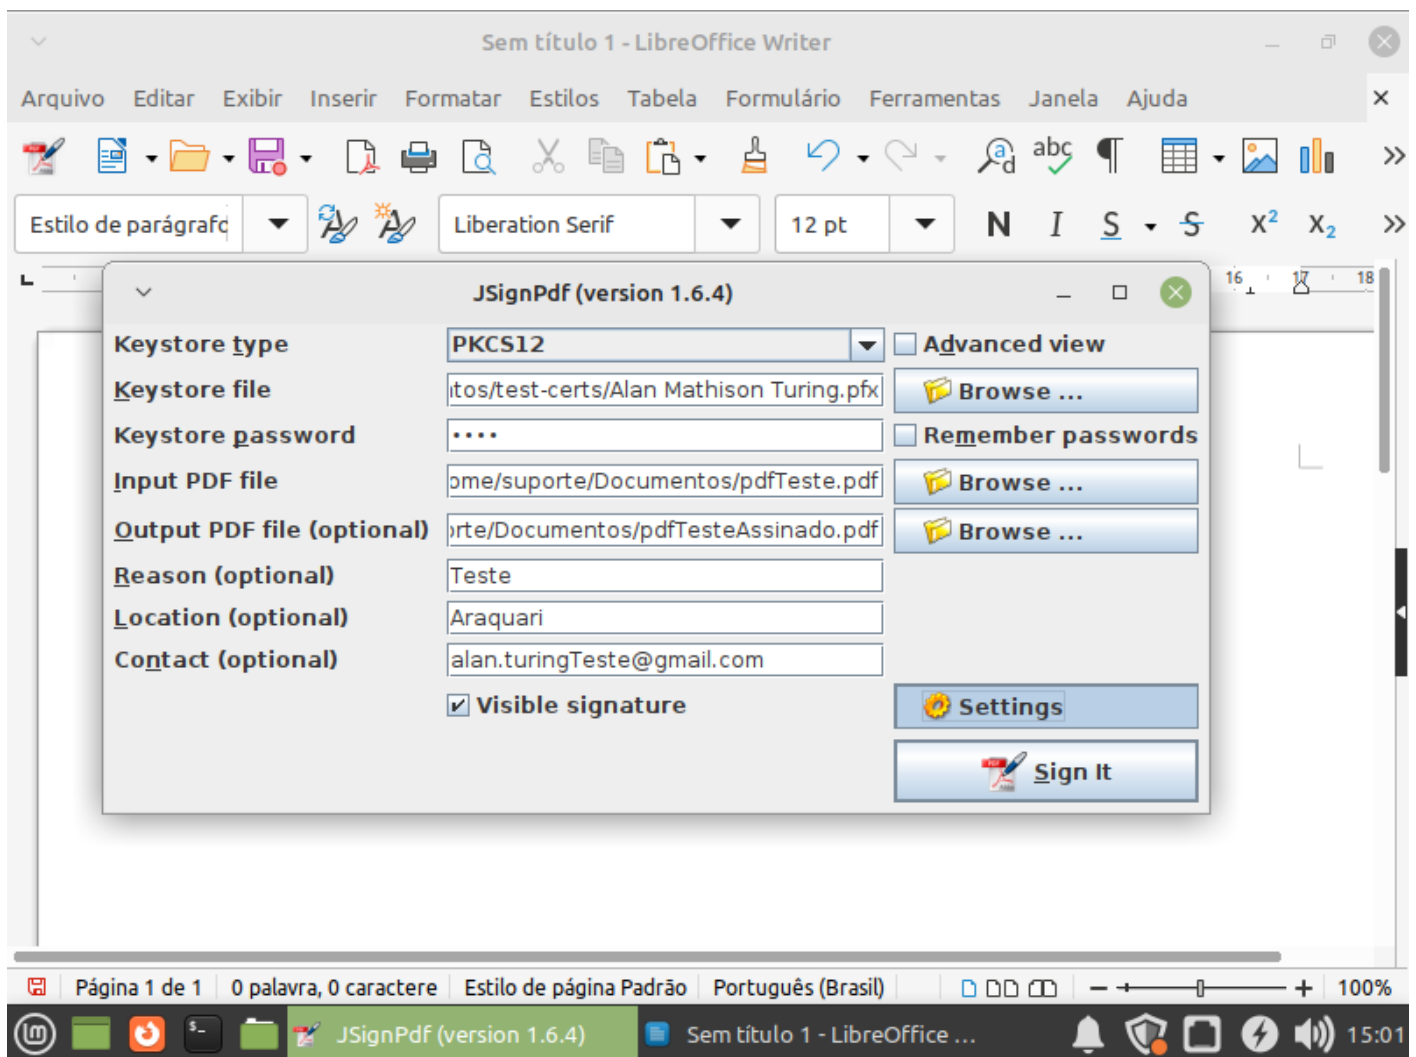 Sem título 1 - LibreOffice Writer
Arquivo Editar Exibir Inserir Formatar Estilos Tabela Formulário Ferramentas Janela Ajuda
Estilo de parágrafo Liberation Serif 12 pt N I S S X² X₂
16 17 18
JSignPdf (version 1.6.4)
Keystore type PKCS12 Advanced view
Keystore file itos/test-certs/Alan Mathison Turing.pfx Browse ...
Keystore password •••• Remember passwords
Input PDF file ome/suporte/Documentos/pdfTeste.pdf Browse ...
Output PDF file (optional) orte/Documentos/pdfTesteAssinado.pdf Browse ...
Reason (optional) Teste
Location (optional) Araquari
Contact (optional) alan.turingTeste@gmail.com
Visible signature Settings
Sign It
Página 1 de 1 0 palavra, 0 caractere Estilo de página Padrão Português (Brasil) 100%
JSignPdf (version 1.6.4) Sem título 1 - LibreOffice ... 15:01